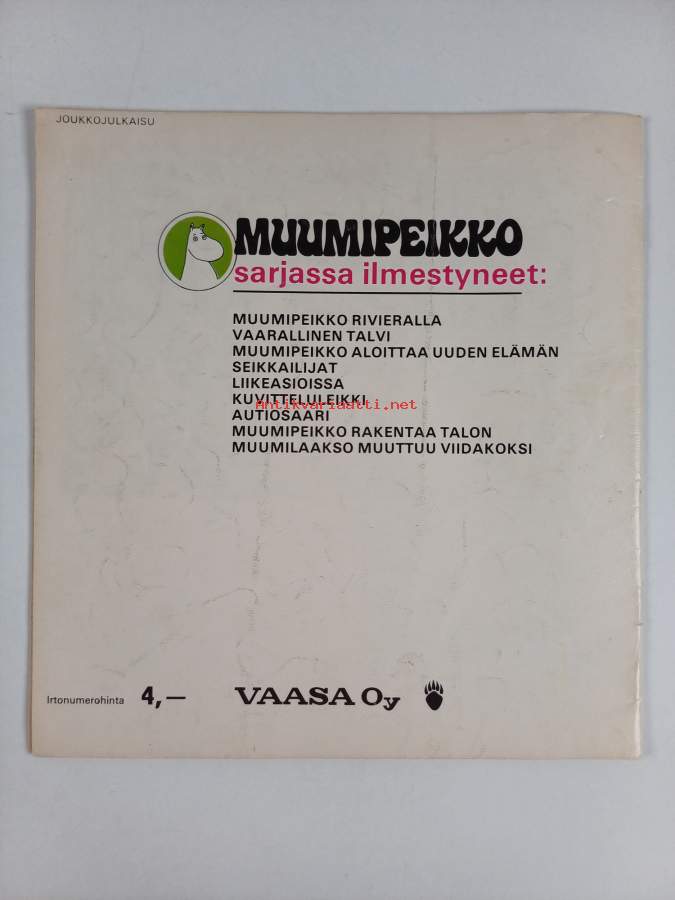 JOUKKOJULKAISU
MUUMIPEIKKO
sarjassa ilmestyneet:
MUUMIPEIKKO RIVIERALLA
VAARALLINEN TALVI
MUUMIPEIKKO ALOITTAA UUDEN ELÄMÄN
SEIKKAILIJAT
LIIKEASIOISSA
KUVITTELULEIKKI
Antikvariaatti.net
AUTIOSAARI
MUUMIPEIKKO RAKENTAA TALON
MUUMILAAKSO MUUTTUU VIIDAKOKSI
Irtonumerohinta 4,— VAASA Oy